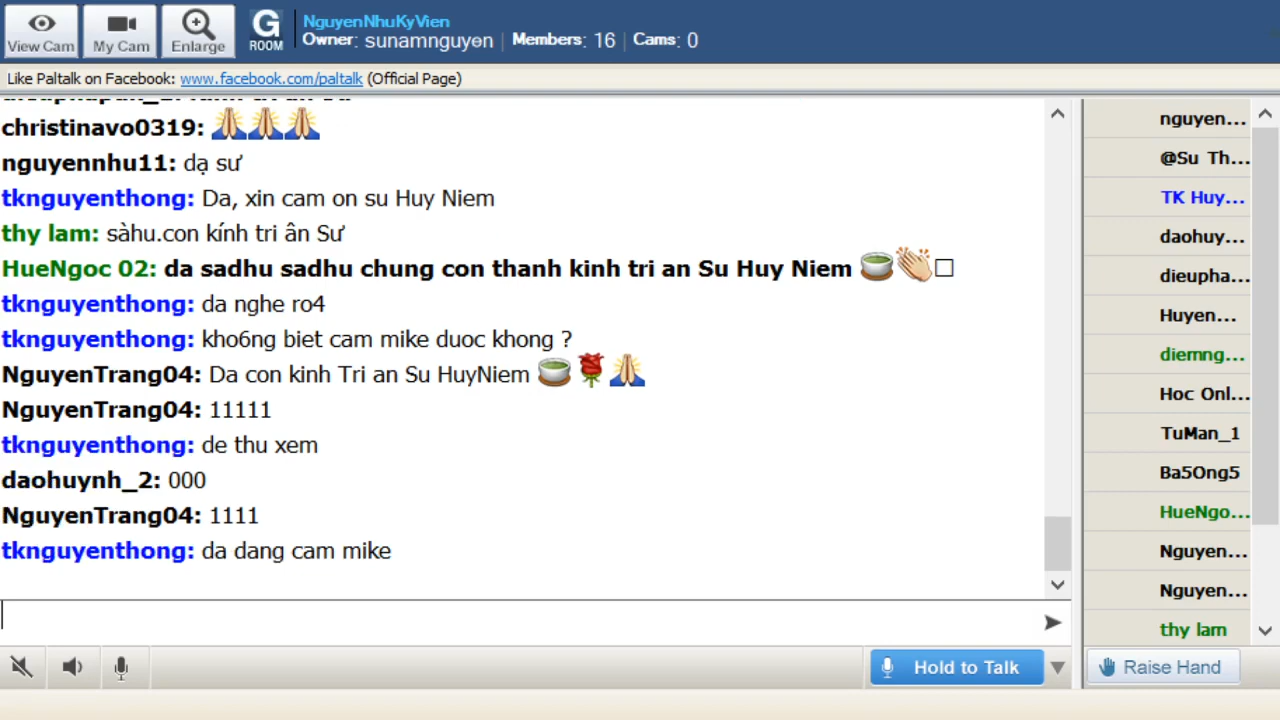 View Cam
My Cam
Enlarge
G
ROOM
NguyenNhuKyVien
Owner: sunamnguyen | Members: 16 | Cams: 0
Like Paltalk on Facebook: www.facebook.com/paltalk (Official Page)
christinavo0319:
nguyennhu11: dạ sư
tknguyenthong: Da, xin cam on su Huy Niem
thy lam: sàhu.con kính tri ân Sư
HueNgoc 02: da sadhu sadhu chung con thanh kinh tri an Su Huy Niem
tknguyenthong: da nghe ro4
tknguyenthong: kho6ng biet cam mike duoc khong ?
NguyenTrang04: Da con kinh Tri an Su HuyNiem
NguyenTrang04: 11111
tknguyenthong: de thu xem
daohuynh_2: 000
NguyenTrang04: 1111
tknguyenthong: da dang cam mike
nguyen...
@Su Th...
TK Huy...
daohuy...
dieupha...
Huyen...
diemng...
Hoc Onl...
TuMan_1
Ba5Ong5
HueNgo...
Nguyen...
Nguyen...
thy lam
Hold to Talk
Raise Hand